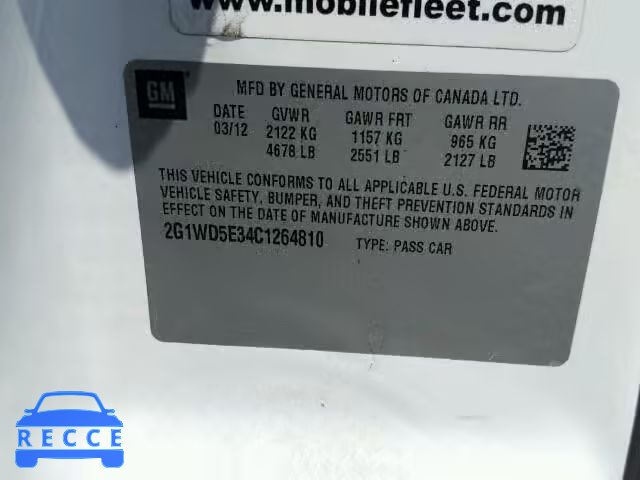 www.mobilefleet.com
GM
MFD BY GENERAL MOTORS OF CANADA LTD.
DATE GVWR GAWR FRT GAWR RR
03/12 2122 KG 1157 KG 965 KG
4678 LB 2551 LB 2127 LB
THIS VEHICLE CONFORMS TO ALL APPLICABLE U.S. FEDERAL MOTOR
VEHICLE SAFETY, BUMPER, AND THEFT PREVENTION STANDARDS
IN EFFECT ON THE DATE OF MANUFACTURE SHOWN ABOVE.
2G1WD5E34C1264810 TYPE: PASS CAR
RECCE